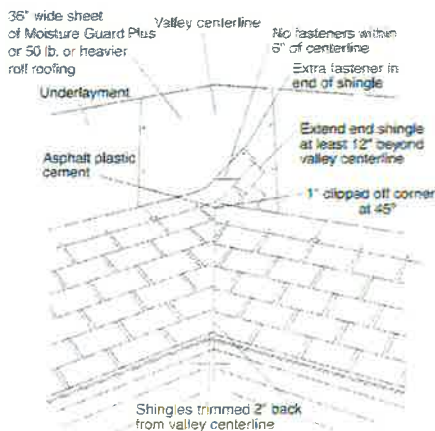 36" wide sheet
of Moisture Guard Plus
or 50 lb. or heavier
roll roofing
Valley centerline
No fasteners within
6" of centerline
Extra fastener in
end of shingle
Underlayment
Extend end shingle
at least 12" beyond
valley centerline
Asphalt plastic
cement
1" clipped off corner
at 45°
Shingles trimmed 2" back
from valley centerline